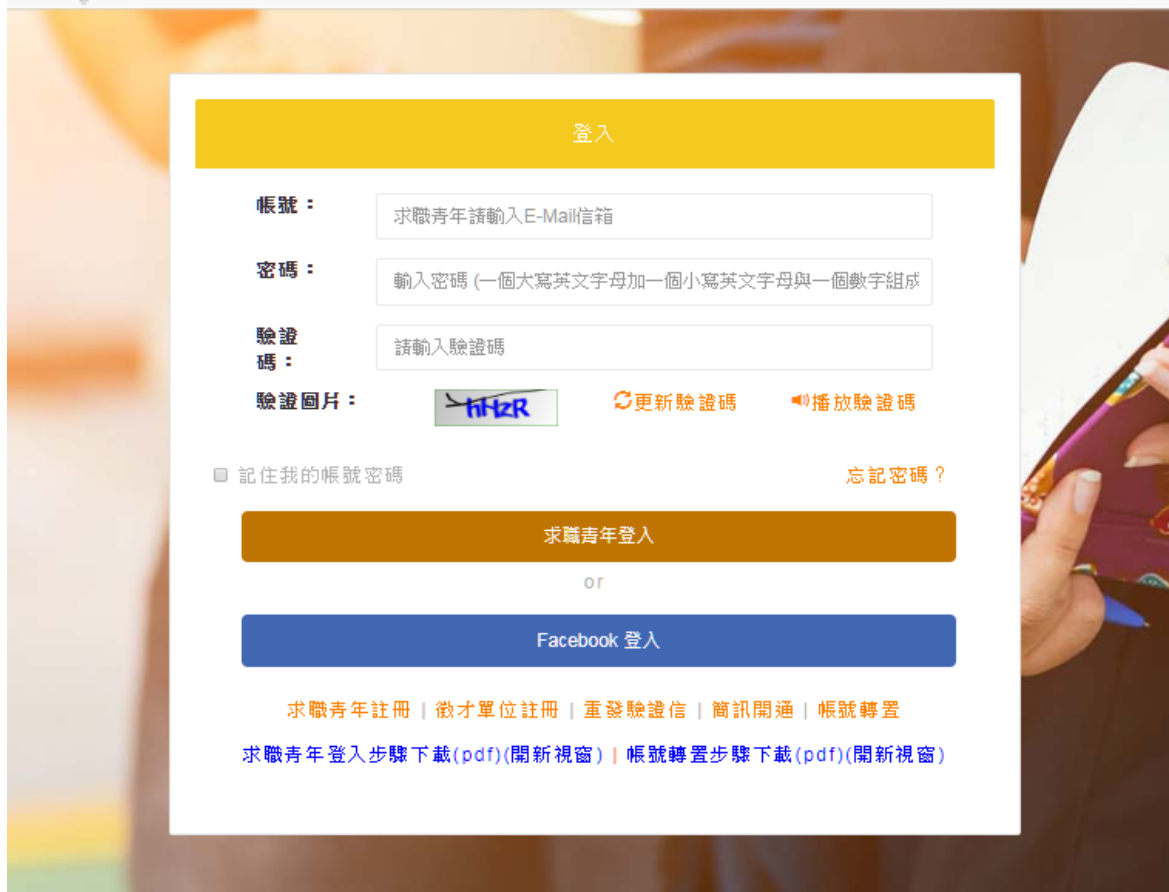 登入
帳號：
求職青年請輸入E-Mail信箱
密碼：
輸入密碼 (一個大寫英文字母加一個小寫英文字母與一個數字組成
驗證
碼：
請輸入驗證碼
驗證圖片： hHzR 更新驗證碼 播放驗證碼
記住我的帳號密碼 忘記密碼？
求職青年登入
or
Facebook 登入
求職青年註冊 | 徵才單位註冊 | 重發驗證信 | 簡訊開通 | 帳號轉置
求職青年登入步驟下載(pdf)(開新視窗) | 帳號轉置步驟下載(pdf)(開新視窗)